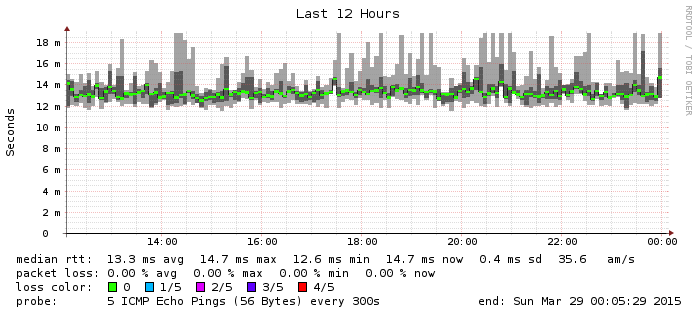 Last 12 Hours
RRDTOOL / TOBI OETIKER
Seconds
18 m
16 m
14 m
12 m
10 m
8 m
6 m
4 m
2 m
0
14:00 16:00 18:00 20:00 22:00 00:00
median rtt: 13.3 ms avg 14.7 ms max 12.6 ms min 14.7 ms now 0.4 ms sd 35.6 am/s
packet loss: 0.00 % avg 0.00 % max 0.00 % min 0.00 % now
loss color: 0 1/5 2/5 3/5 4/5
probe: 5 ICMP Echo Pings (56 Bytes) every 300s end: Sun Mar 29 00:05:29 2015